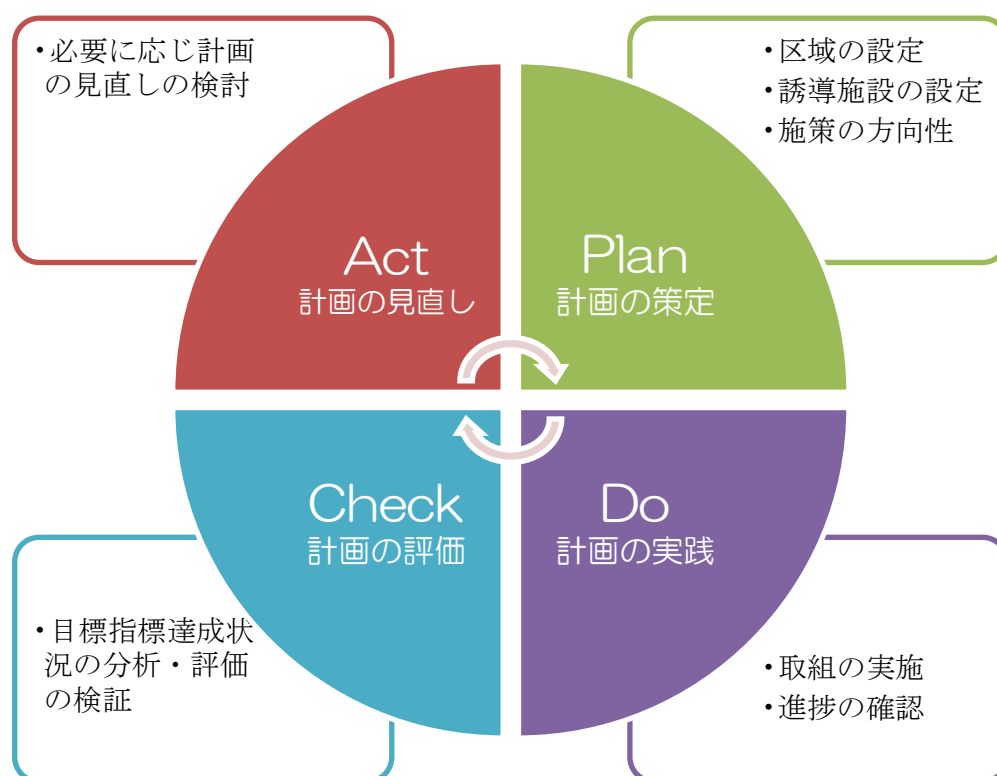 ・必要に応じ計画
の見直しの検討
・区域の設定
・誘導施設の設定
・施策の方向性
Act
計画の見直し
Plan
計画の策定
Check
計画の評価
Do
計画の実践
・目標指標達成状
況の分析・評価
の検証
・取組の実施
・進捗の確認